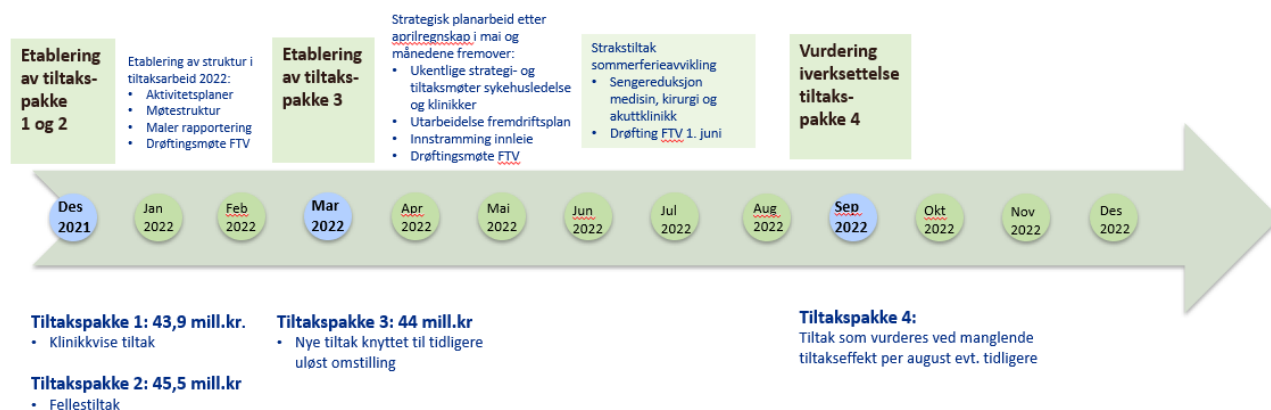 Etablering
av tiltaks-
pakke
1 og 2
Etablering av struktur i
tiltaksarbeid 2022:
• Aktivitetsplaner
• Møtestruktur
• Maler rapportering
• Drøftingsmøte FTV
Etablering
av tiltaks-
pakke 3
Strategisk planarbeid etter
aprilregnskap i mai og
månedene fremover:
• Ukentlige strategi- og
tiltaksmøter sykehusledelse
og klinikker
• Utarbeidelse fremdriftsplan
• Innstramming innleie
• Drøftingsmøte FTV
Strakstiltak
sommerferieavvikling
• Sengereduksjon
medisin, kirurgi og
akuttklinikk
• Drøfting FTV 1. juni
Vurdering
iverksettelse
tiltaks-
pakke 4
Des
2021
Jan
2022
Feb
2022
Mar
2022
Apr
2022
Mai
2022
Jun
2022
Jul
2022
Aug
2022
Sep
2022
Okt
2022
Nov
2022
Des
2022
Tiltakspakke 1: 43,9 mill.kr.
• Klinikkvise tiltak
Tiltakspakke 2: 45,5 mill.kr
• Fellestiltak
Tiltakspakke 3: 44 mill.kr
• Nye tiltak knyttet til tidligere
uløst omstilling
Tiltakspakke 4:
Tiltak som vurderes ved manglende
tiltakseffekt per august evt. tidligere